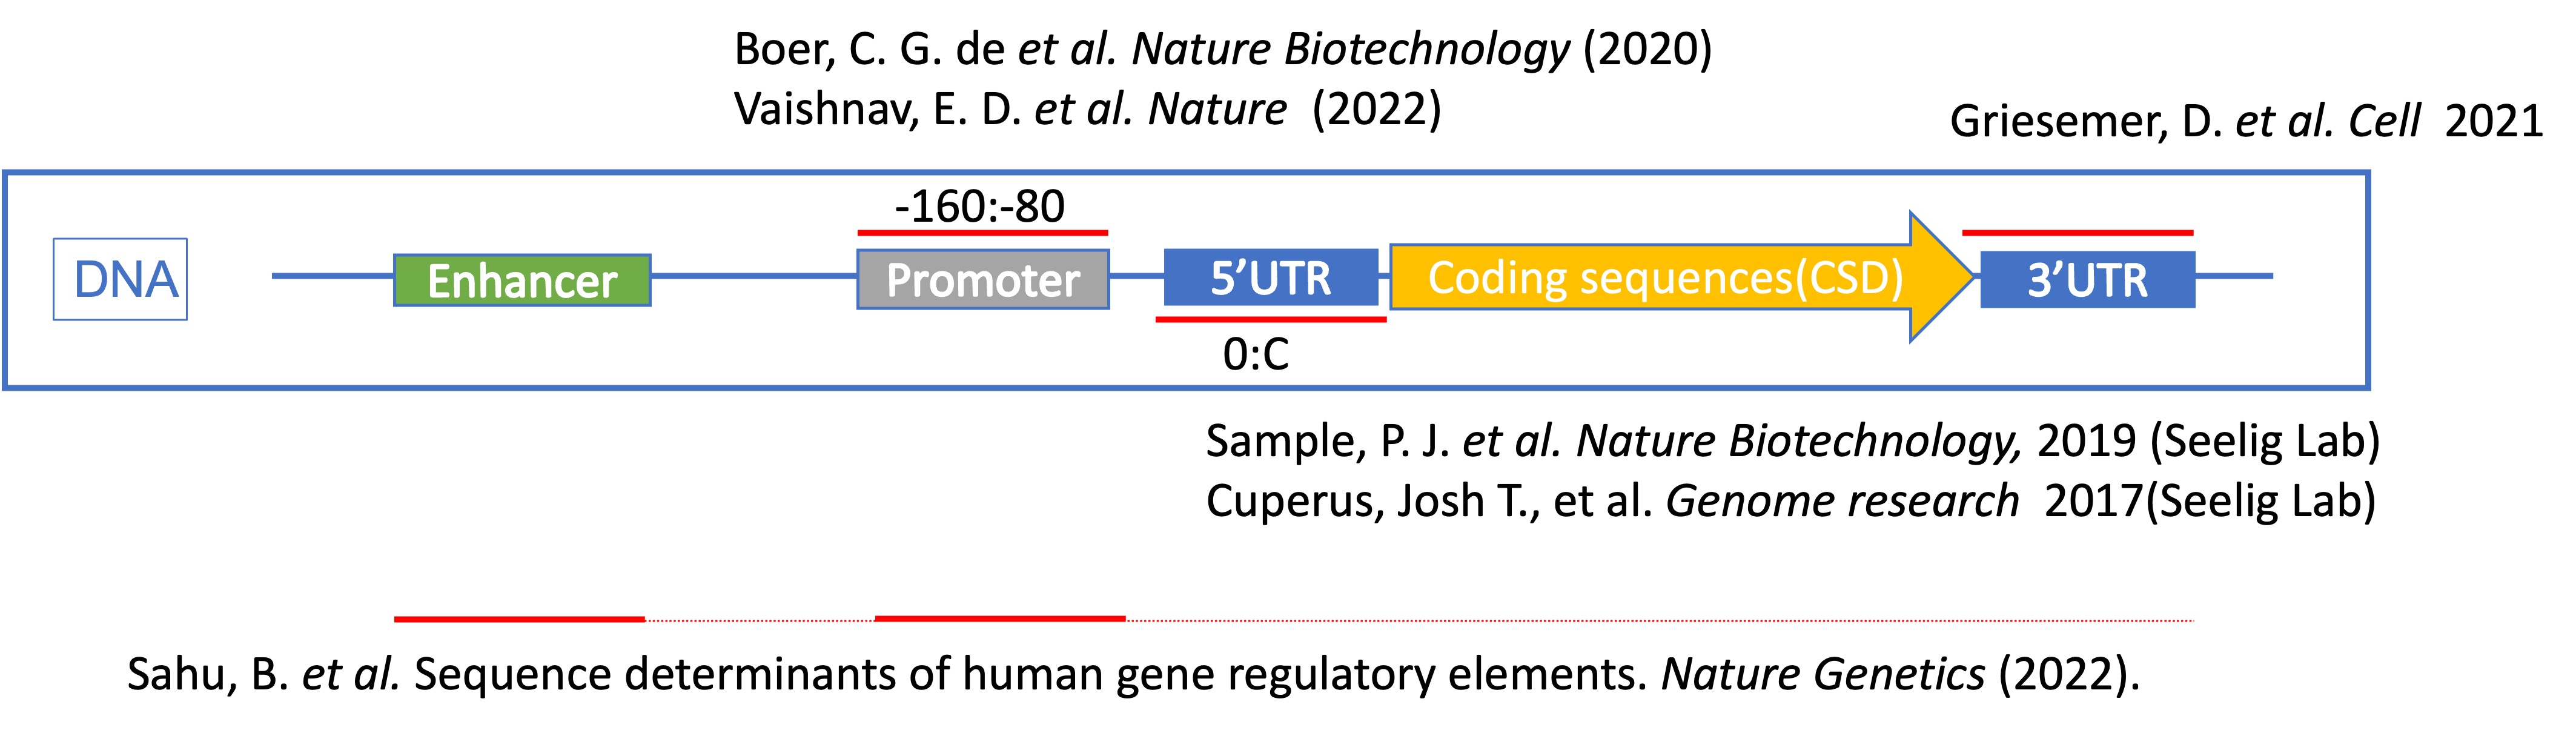 Boer, C. G. de et al. Nature Biotechnology (2020)
Vaishnav, E. D. et al. Nature (2022)
Griesemer, D. et al. Cell 2021
-160:-80
DNA
Enhancer
Promoter
5’UTR
Coding sequences(CSD)
3’UTR
0:C
Sample, P. J. et al. Nature Biotechnology, 2019 (Seelig Lab)
Cuperus, Josh T., et al. Genome research 2017(Seelig Lab)
Sahu, B. et al. Sequence determinants of human gene regulatory elements. Nature Genetics (2022).